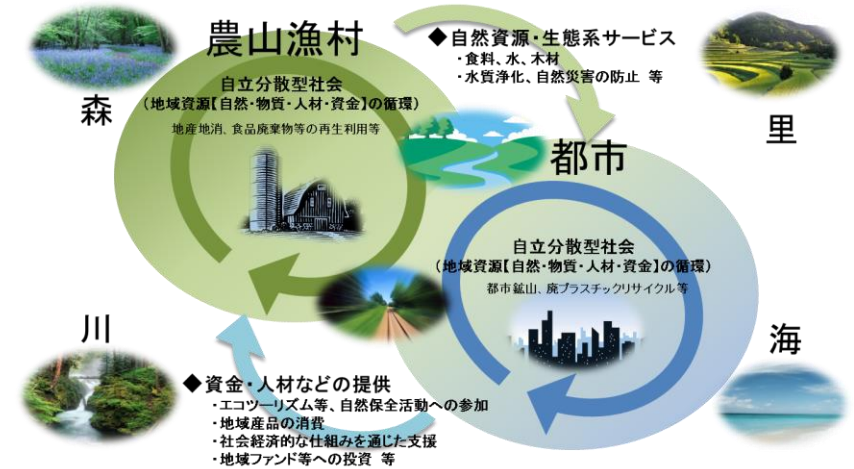 農山漁村
◆自然資源・生態系サービス
・食料、水、木材
・水質浄化、自然災害の防止 等
森
里
自立分散型社会
(地域資源【自然・物質・人材・資金】の循環)
地産地消、食品廃棄物等の再生利用等
都市
自立分散型社会
(地域資源【自然・物質・人材・資金】の循環)
都市鉱山、廃プラスチックリサイクル等
川
海
◆資金・人材などの提供
・エコツーリズム等、自然保全活動への参加
・地域産品の消費
・社会経済的な仕組みを通じた支援
・地域ファンド等への投資 等